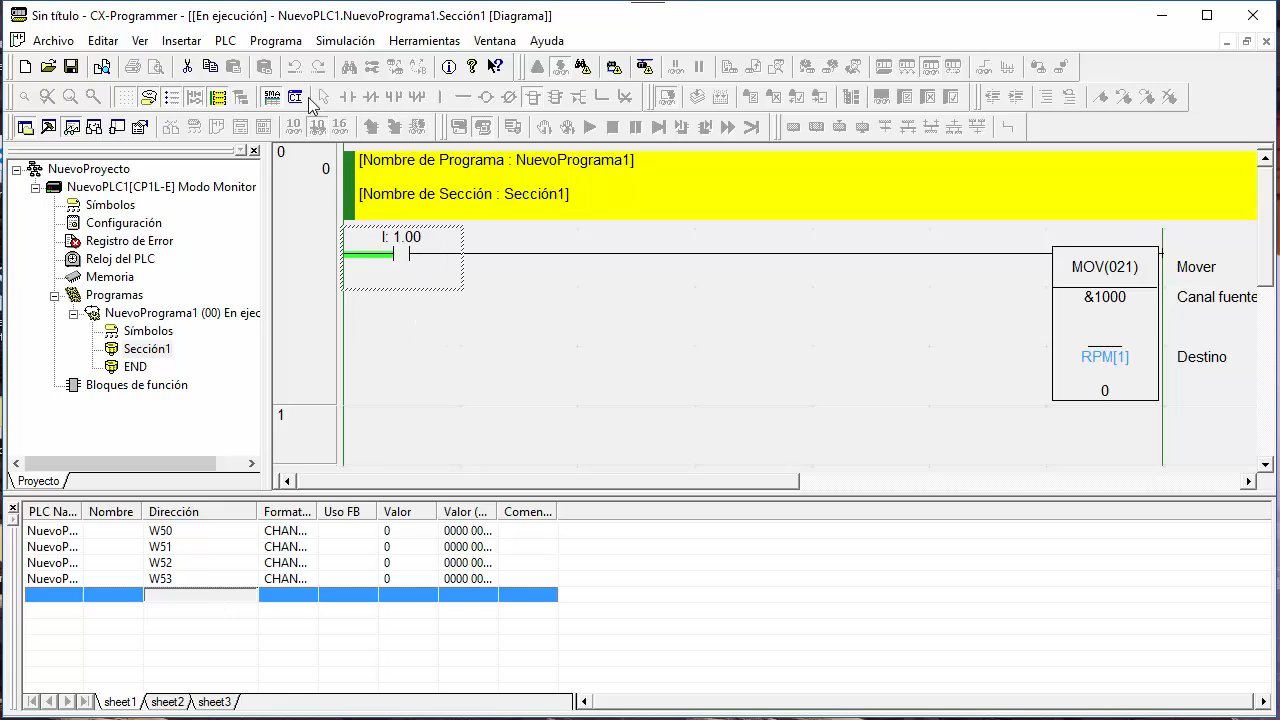 Sin título - CX-Programmer - [[En ejecución] - NuevoPLC1.NuevoPrograma1.Sección1 [Diagrama]]
Archivo Editar Ver Insertar PLC Programa Simulación Herramientas Ventana Ayuda
SMA CI
10 10 16
NuevoProyecto
NuevoPLC1[CP1L-E] Modo Monitor
Símbolos
Configuración
Registro de Error
Reloj del PLC
Memoria
Programas
NuevoPrograma1 (00) En ejec
Símbolos
Sección1
END
Bloques de función
Proyecto
0
0
[Nombre de Programa : NuevoPrograma1]
[Nombre de Sección : Sección1]
I: 1.00
MOV(021) Mover
&1000 Canal fuente
RPM[1] Destino
0
1
PLC Na... Nombre Dirección Format... Uso FB Valor Valor (... Comen...
NuevoP... W50 CHAN... 0 0000 00...
NuevoP... W51 CHAN... 0 0000 00...
NuevoP... W52 CHAN... 0 0000 00...
NuevoP... W53 CHAN... 0 0000 00...
sheet1 sheet2 sheet3